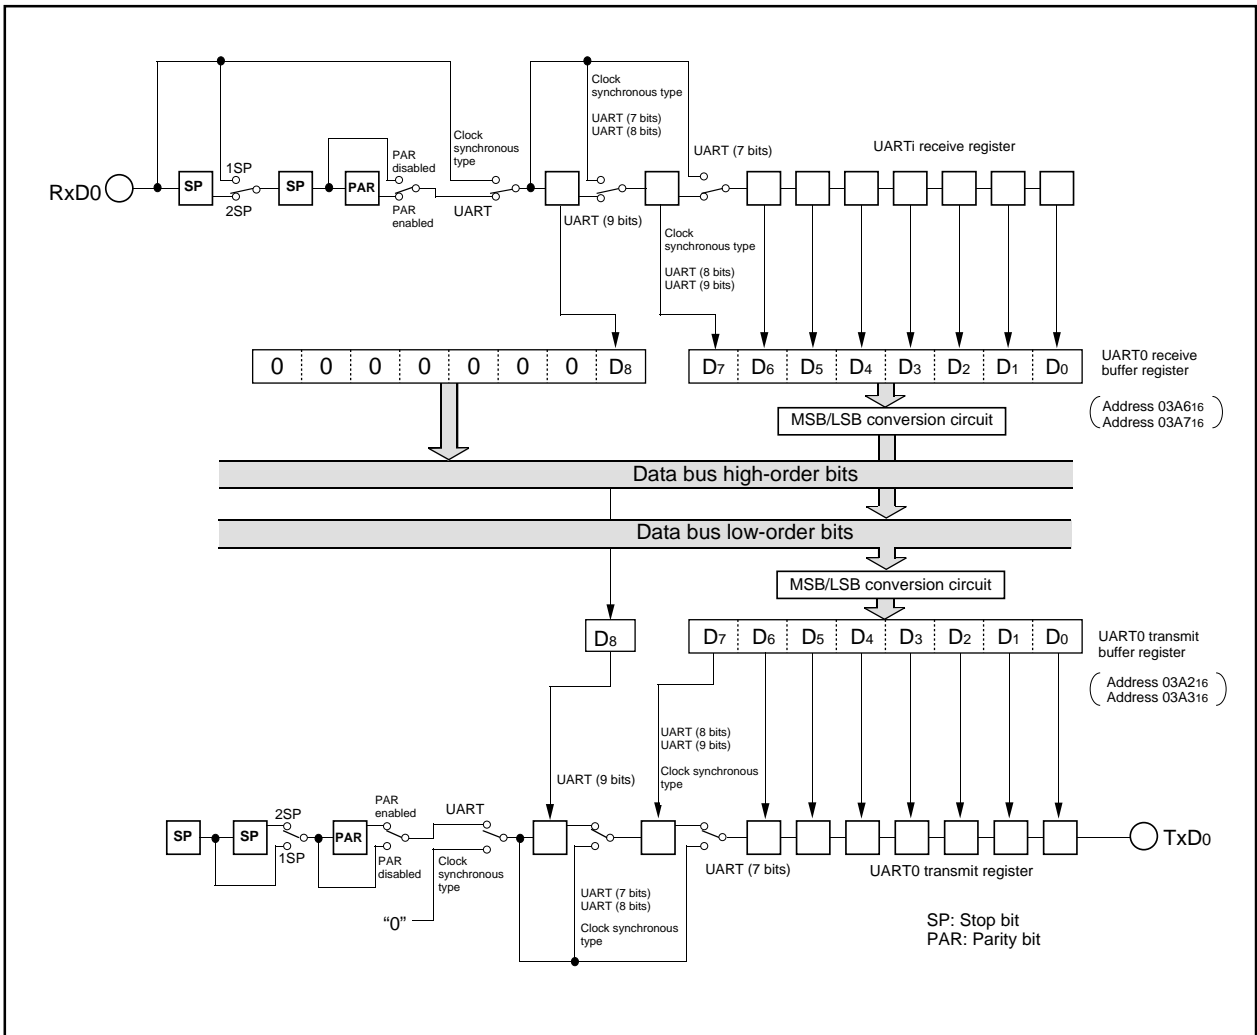 Clock
synchronous type
UART (7 bits)
UART (8 bits)
Clock
synchronous
type
PAR
disabled
UART (7 bits)
UARTi receive register
1SP
RxD0
SP
SP
PAR
2SP
PAR
enabled
UART
UART (9 bits)
Clock
synchronous type
UART (8 bits)
UART (9 bits)
0 0 0 0 0 0 0 D8
D7 D6 D5 D4 D3 D2 D1 D0
UART0 receive
buffer register
Address 03A616
Address 03A716
MSB/LSB conversion circuit
Data bus high-order bits
Data bus low-order bits
MSB/LSB conversion circuit
D8
D7 D6 D5 D4 D3 D2 D1 D0
UART0 transmit
buffer register
Address 03A216
Address 03A316
UART (8 bits)
UART (9 bits)
Clock synchronous
type
UART (9 bits)
2SP
PAR
enabled
UART
SP
SP
PAR
TxD0
1SP
PAR
disabled
Clock
synchronous
type
UART (7 bits)
UART0 transmit register
“0”
UART (7 bits)
UART (8 bits)
Clock synchronous
type
SP: Stop bit
PAR: Parity bit